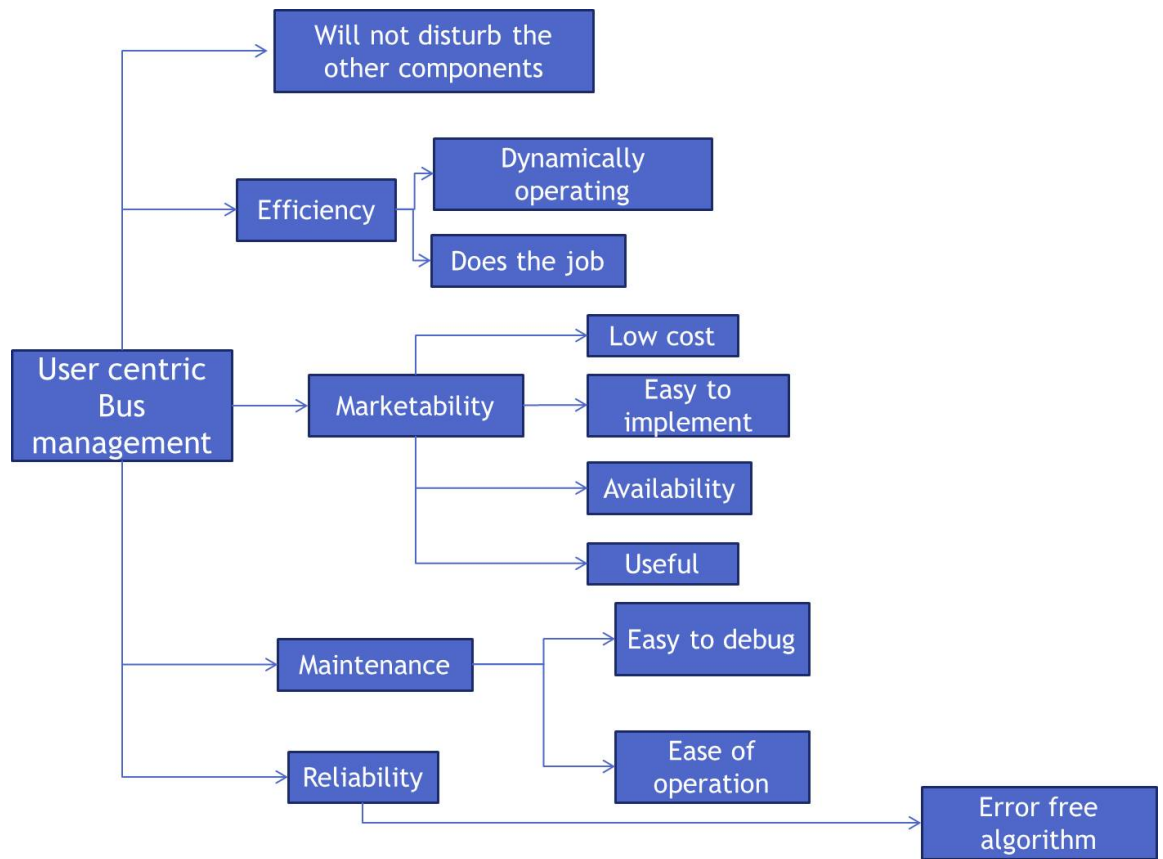 Will not disturb the
other components
Dynamically
operating
Efficiency
Does the job
Low cost
User centric
Bus
management
Marketability
Easy to
implement
Availability
Useful
Easy to debug
Maintenance
Ease of
operation
Reliability
Error free
algorithm